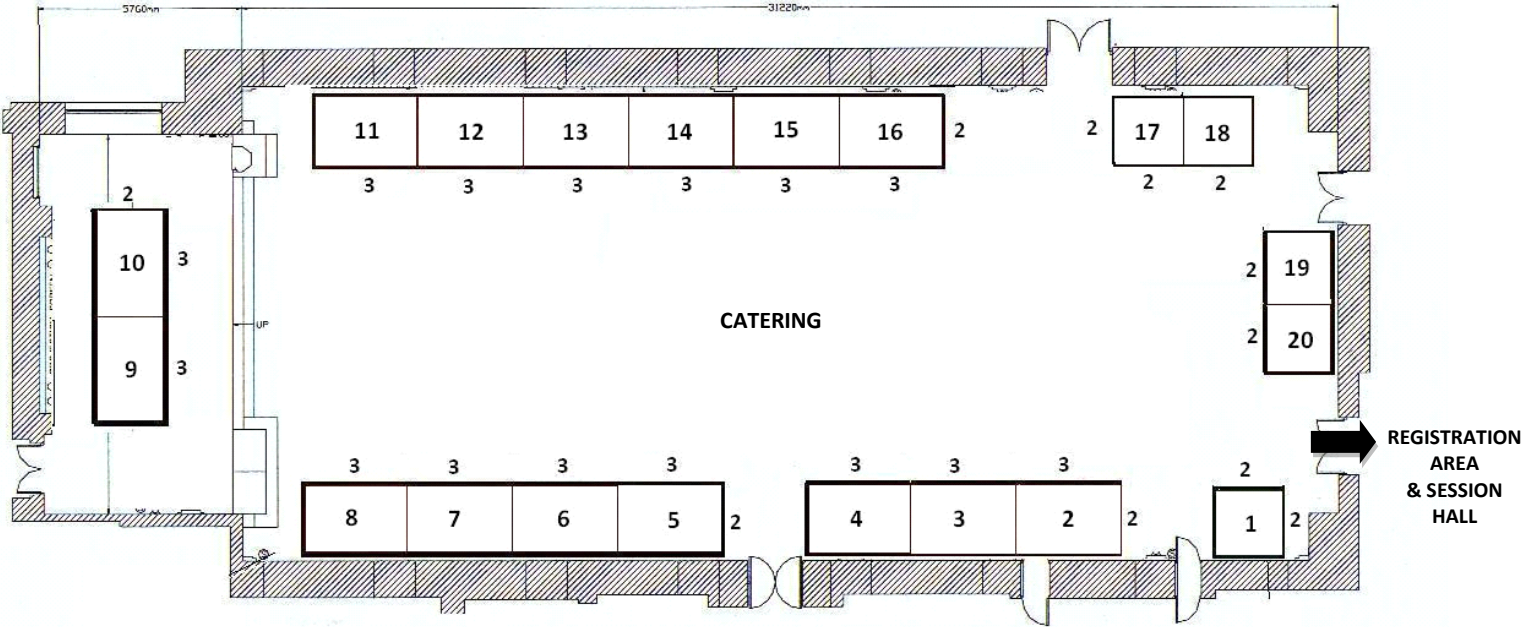 5760mm
31220mm
11 12 13 14 15 16 2
2 17 18
3 3 3 3 3 3
2 2
2
10 3
2 19
UP
CATERING
2 20
9 3
REGISTRATION
AREA
& SESSION
HALL
3 3 3 3
3 3 3
2
8 7 6 5 2
4 3 2 2
1 2